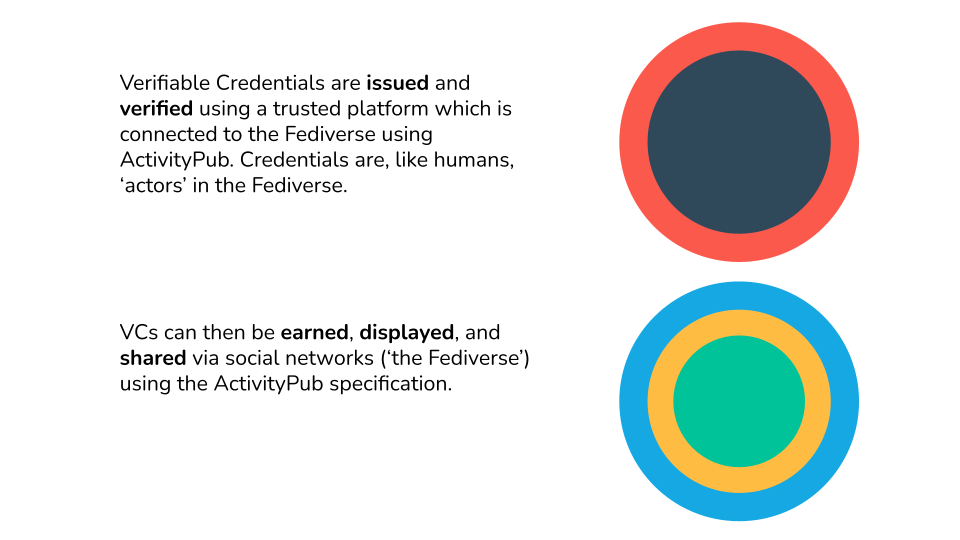 Verifiable Credentials are issued and
verified using a trusted platform which is
connected to the Fediverse using
ActivityPub. Credentials are, like humans,
‘actors’ in the Fediverse.
VCs can then be earned, displayed, and
shared via social networks (‘the Fediverse’)
using the ActivityPub specification.